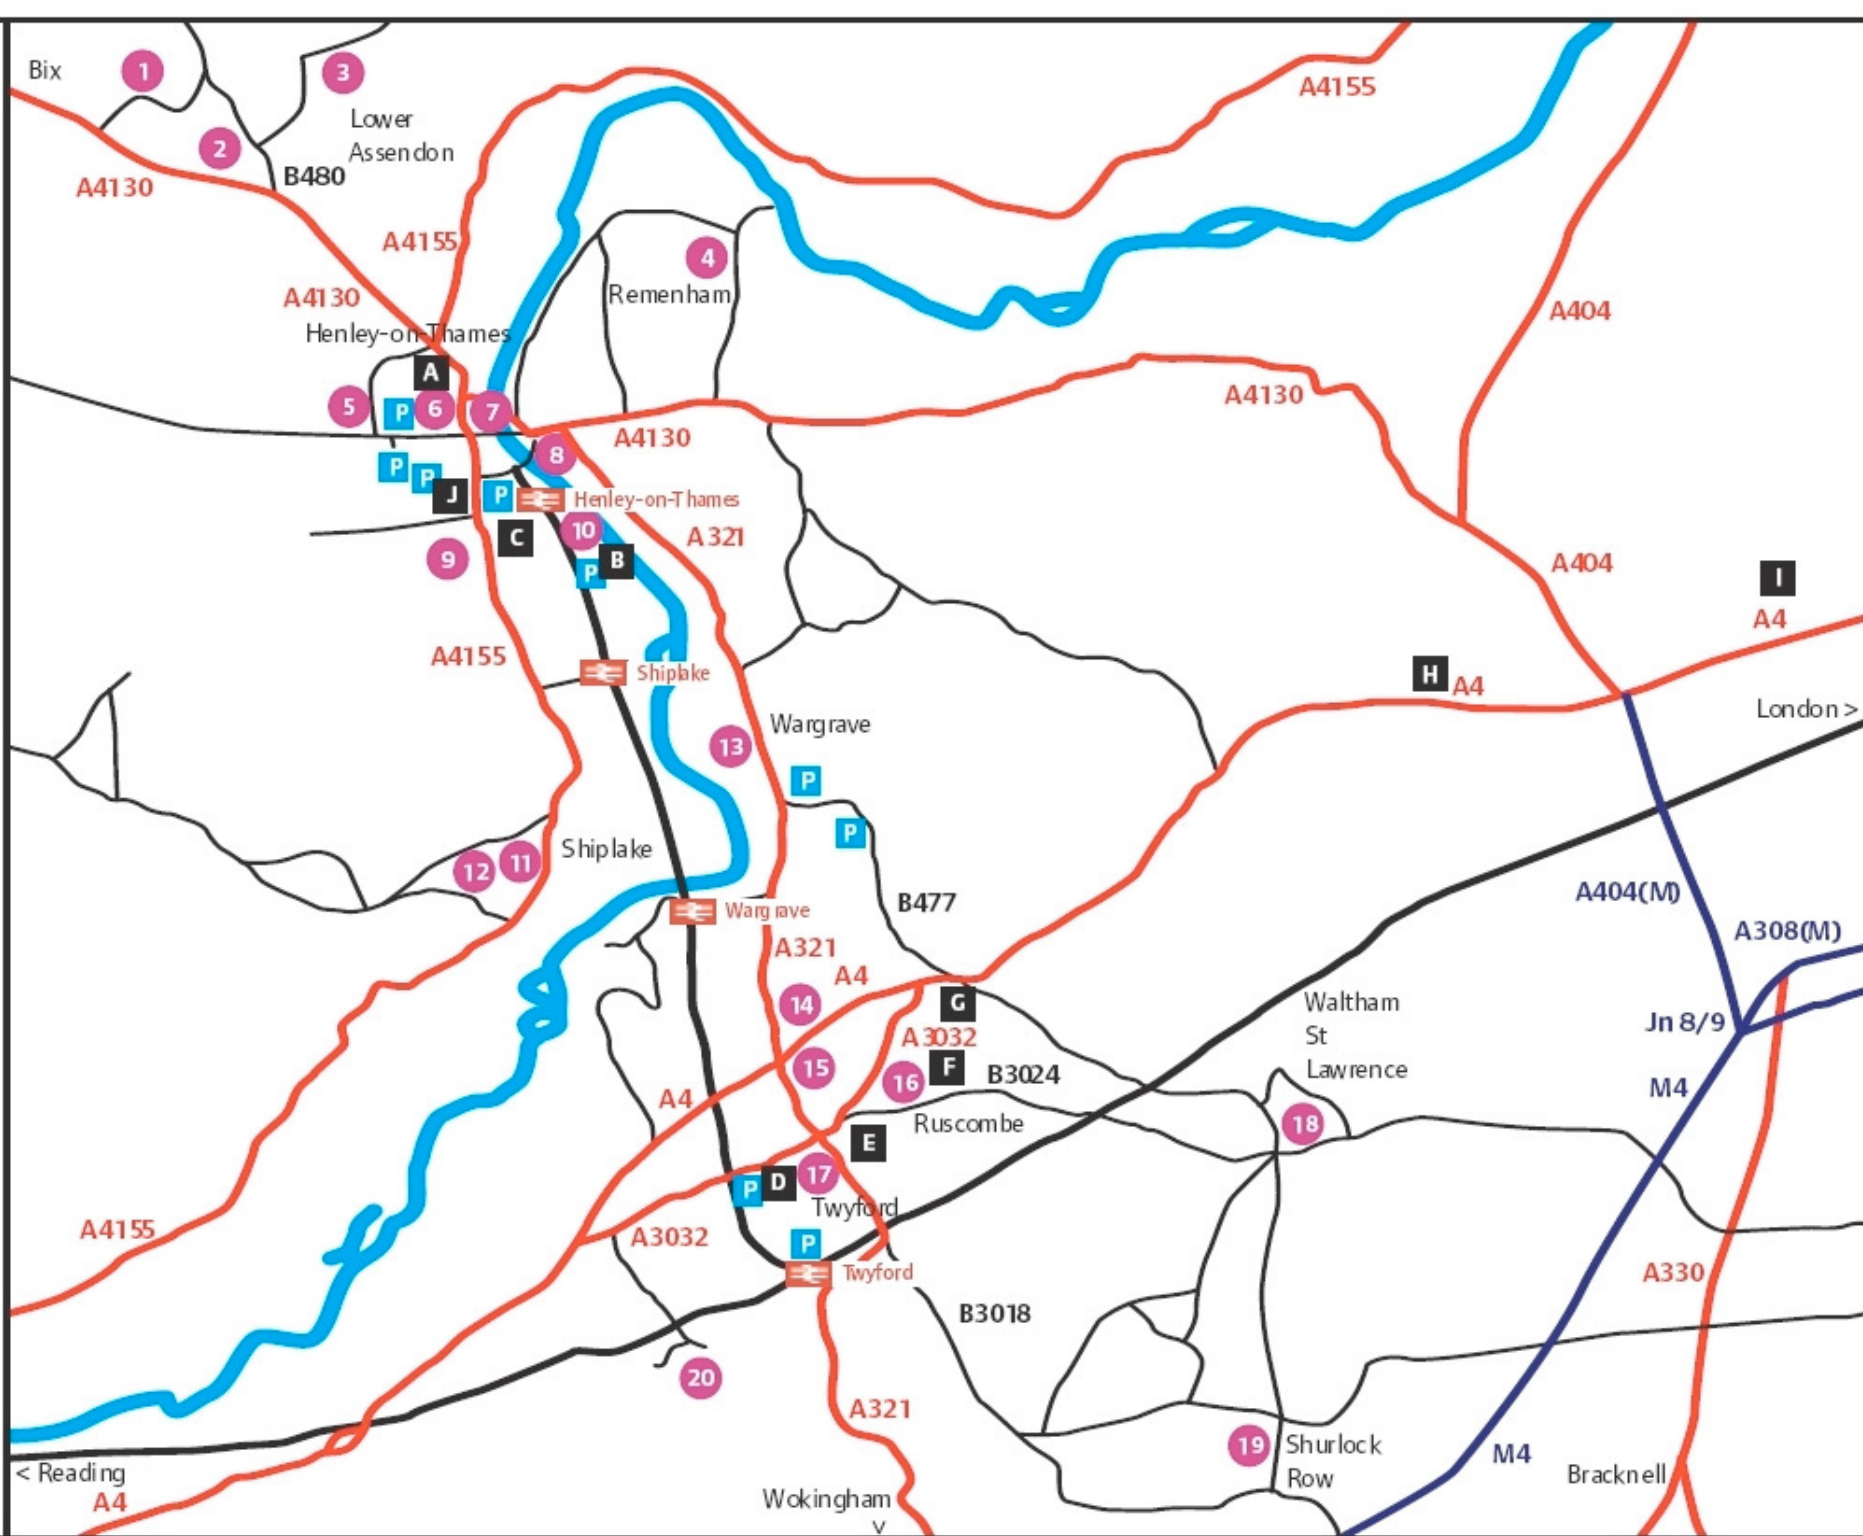 Bix
1
3
Lower
Assendon
2
B480
A4130
A4155
A4155
A4155
A4130
4
Remenham
A404
Henley-on-Thames
A
5
P
6
7
A4130
A4130
8
P
P
J
P
Henley-on-Thames
C
10
A321
9
B
P
A404
I
A4
A4155
Shiplake
H
A4
London >
13
Wargrave
P
P
12
11
Shiplake
B477
A404(M)
Wargrave
A308(M)
A321
A4
14
G
Waltham
St
Lawrence
Jn 8/9
A3032
15
16
F
B3024
M4
A4
Ruscombe
18
E
17
P
D
Twyford
A4155
A3032
P
Twyford
A330
B3018
20
A321
19
Shurlock
Row
M4
Bracknell
< Reading
A4
Wokingham
v